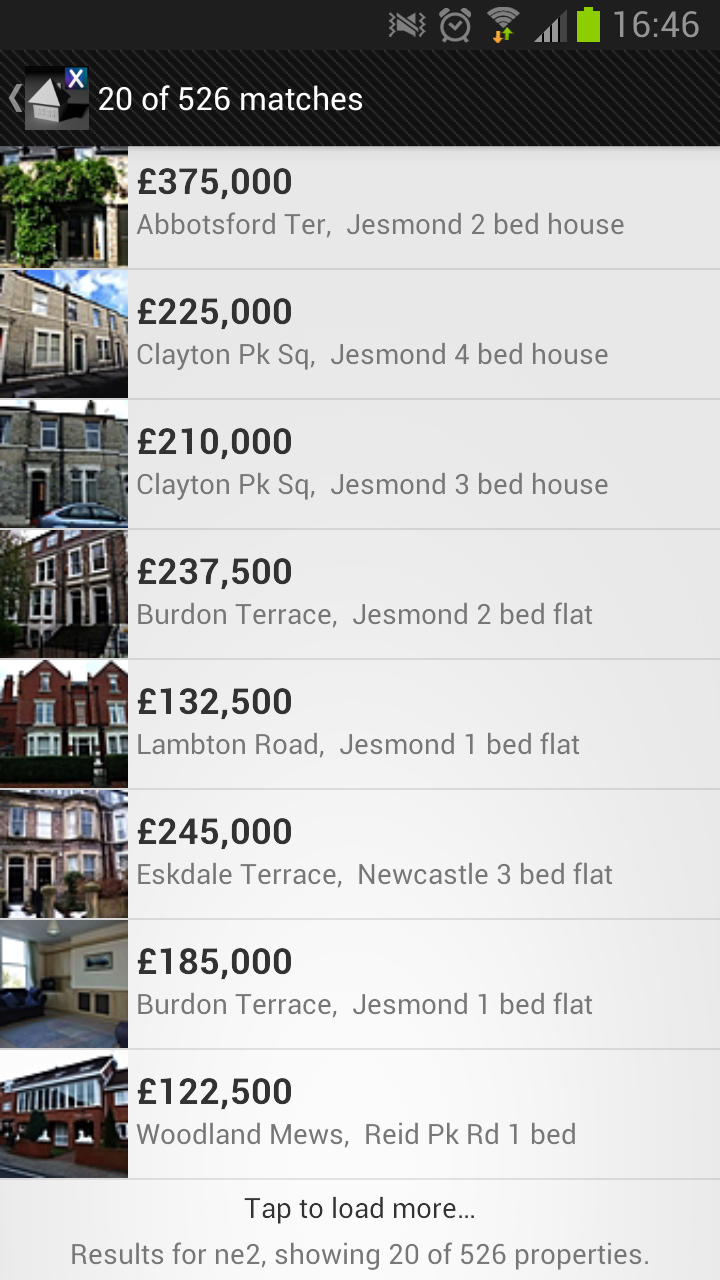 16:46
X
20 of 526 matches
£375,000
Abbotsford Ter, Jesmond 2 bed house
£225,000
Clayton Pk Sq, Jesmond 4 bed house
£210,000
Clayton Pk Sq, Jesmond 3 bed house
£237,500
Burdon Terrace, Jesmond 2 bed flat
£132,500
Lambton Road, Jesmond 1 bed flat
£245,000
Eskdale Terrace, Newcastle 3 bed flat
£185,000
Burdon Terrace, Jesmond 1 bed flat
£122,500
Woodland Mews, Reid Pk Rd 1 bed
Tap to load more...
Results for ne2, showing 20 of 526 properties.